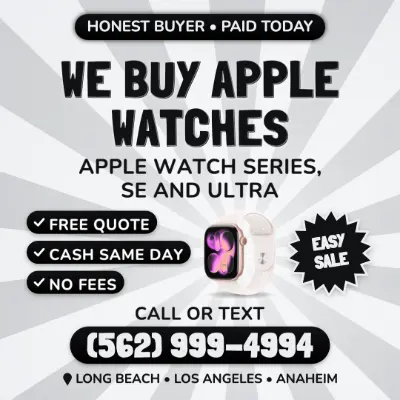 HONEST BUYER • PAID TODAY
WE BUY APPLE
WATCHES
APPLE WATCH SERIES,
SE AND ULTRA
FREE QUOTE
CASH SAME DAY
NO FEES
EASY
SALE
CALL OR TEXT
(562) 999-4994
LONG BEACH • LOS ANGELES • ANAHEIM